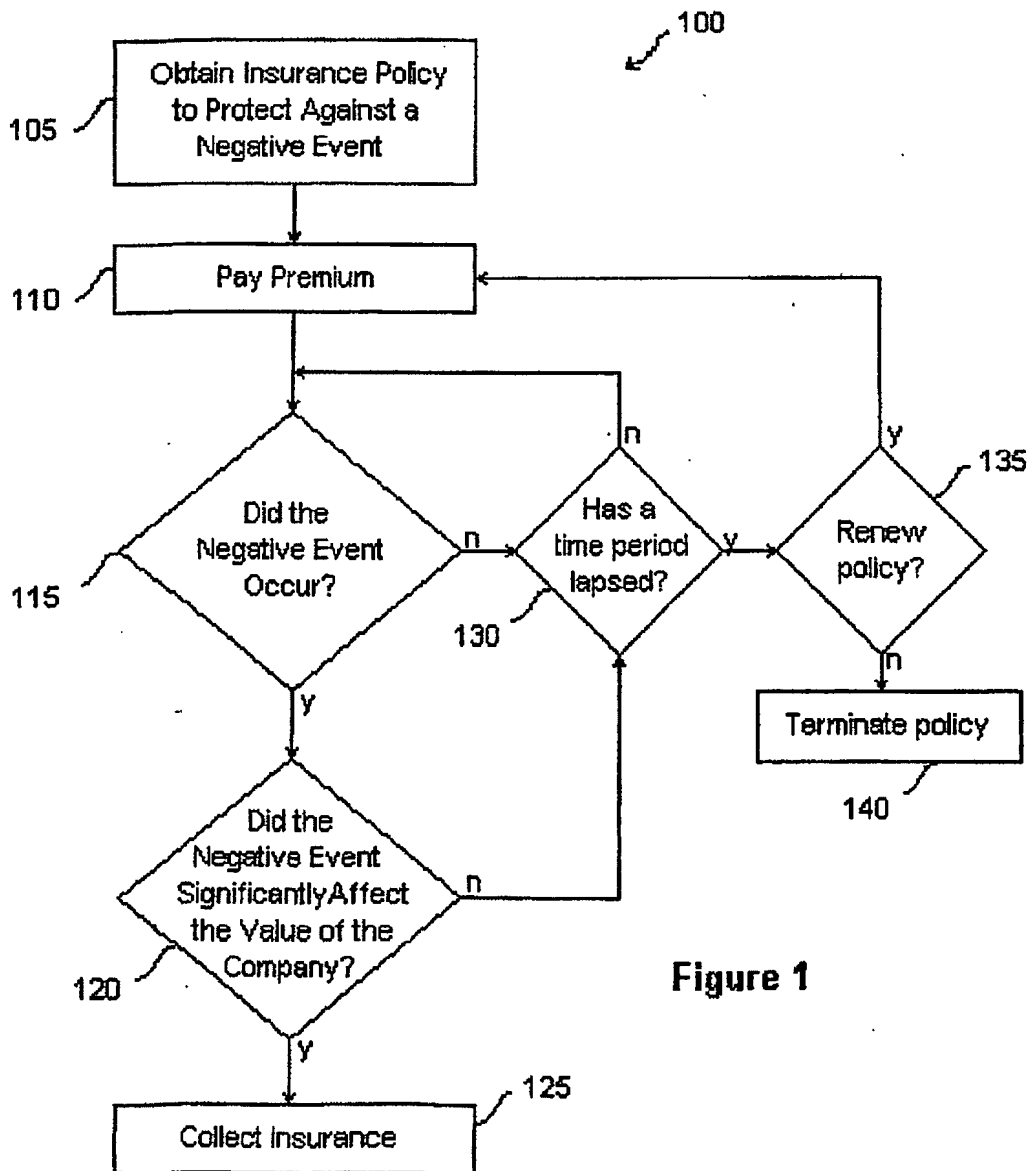 100
Obtain Insurance Policy
to Protect Against a
Negative Event
105
Pay Premium
110
n
y
135
Did the
Negative Event
Occur?
n
Has a
time period
lapsed?
y
Renew
policy?
115
130
y
n
Terminate policy
140
Did the
Negative Event
Significantly Affect
the Value of the
Company?
n
120
Figure 1
y
125
Collect Insurance